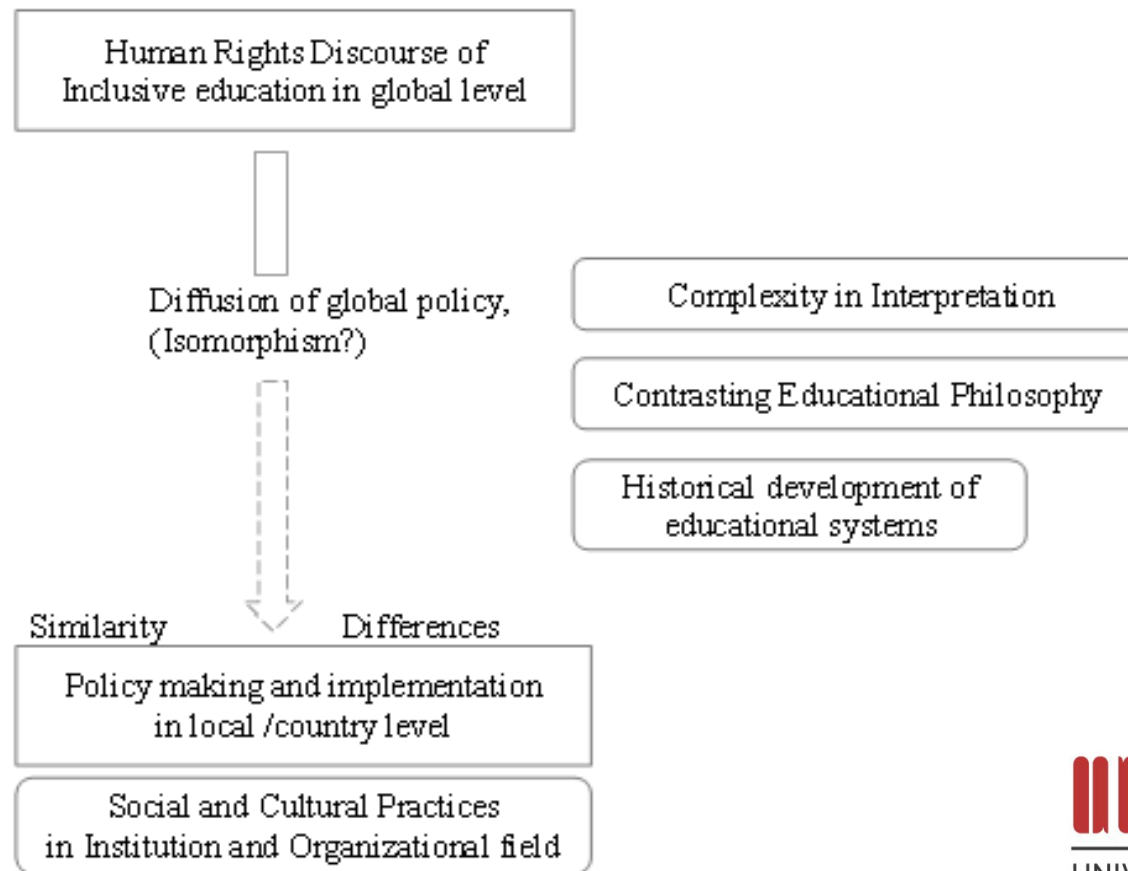 Human Rights Discourse of
Inclusive education in global level
Diffusion of global policy,
(Isomorphism?)
Complexity in Interpretation
Contrasting Educational Philosophy
Historical development of
educational systems
Similarity Differences
Policy making and implementation
in local /country level
Social and Cultural Practices
in Institution and Organizational field